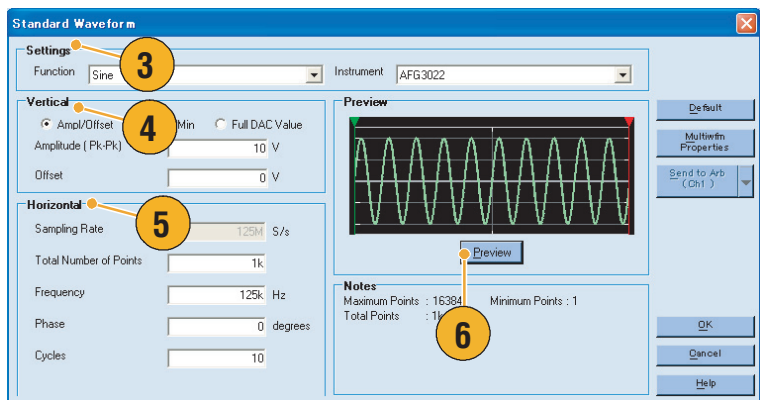 Standard Waveform
Settings
3
Function Sine
Instrument AFG3022
Vertical
4
Ampl/Offset Min Full DAC Value
Amplitude ( Pk-Pk) 10 V
Offset 0 V
Horizontal
5
Sampling Rate 125M S/s
Total Number of Points 1k
Frequency 125k Hz
Phase 0 degrees
Cycles 10
Preview
Preview
6
Notes
Maximum Points : 16384 Minimum Points : 1
Total Points : 1k
Default
Multiwfm
Properties
Send to Arb
(Ch1 )
OK
Cancel
Help